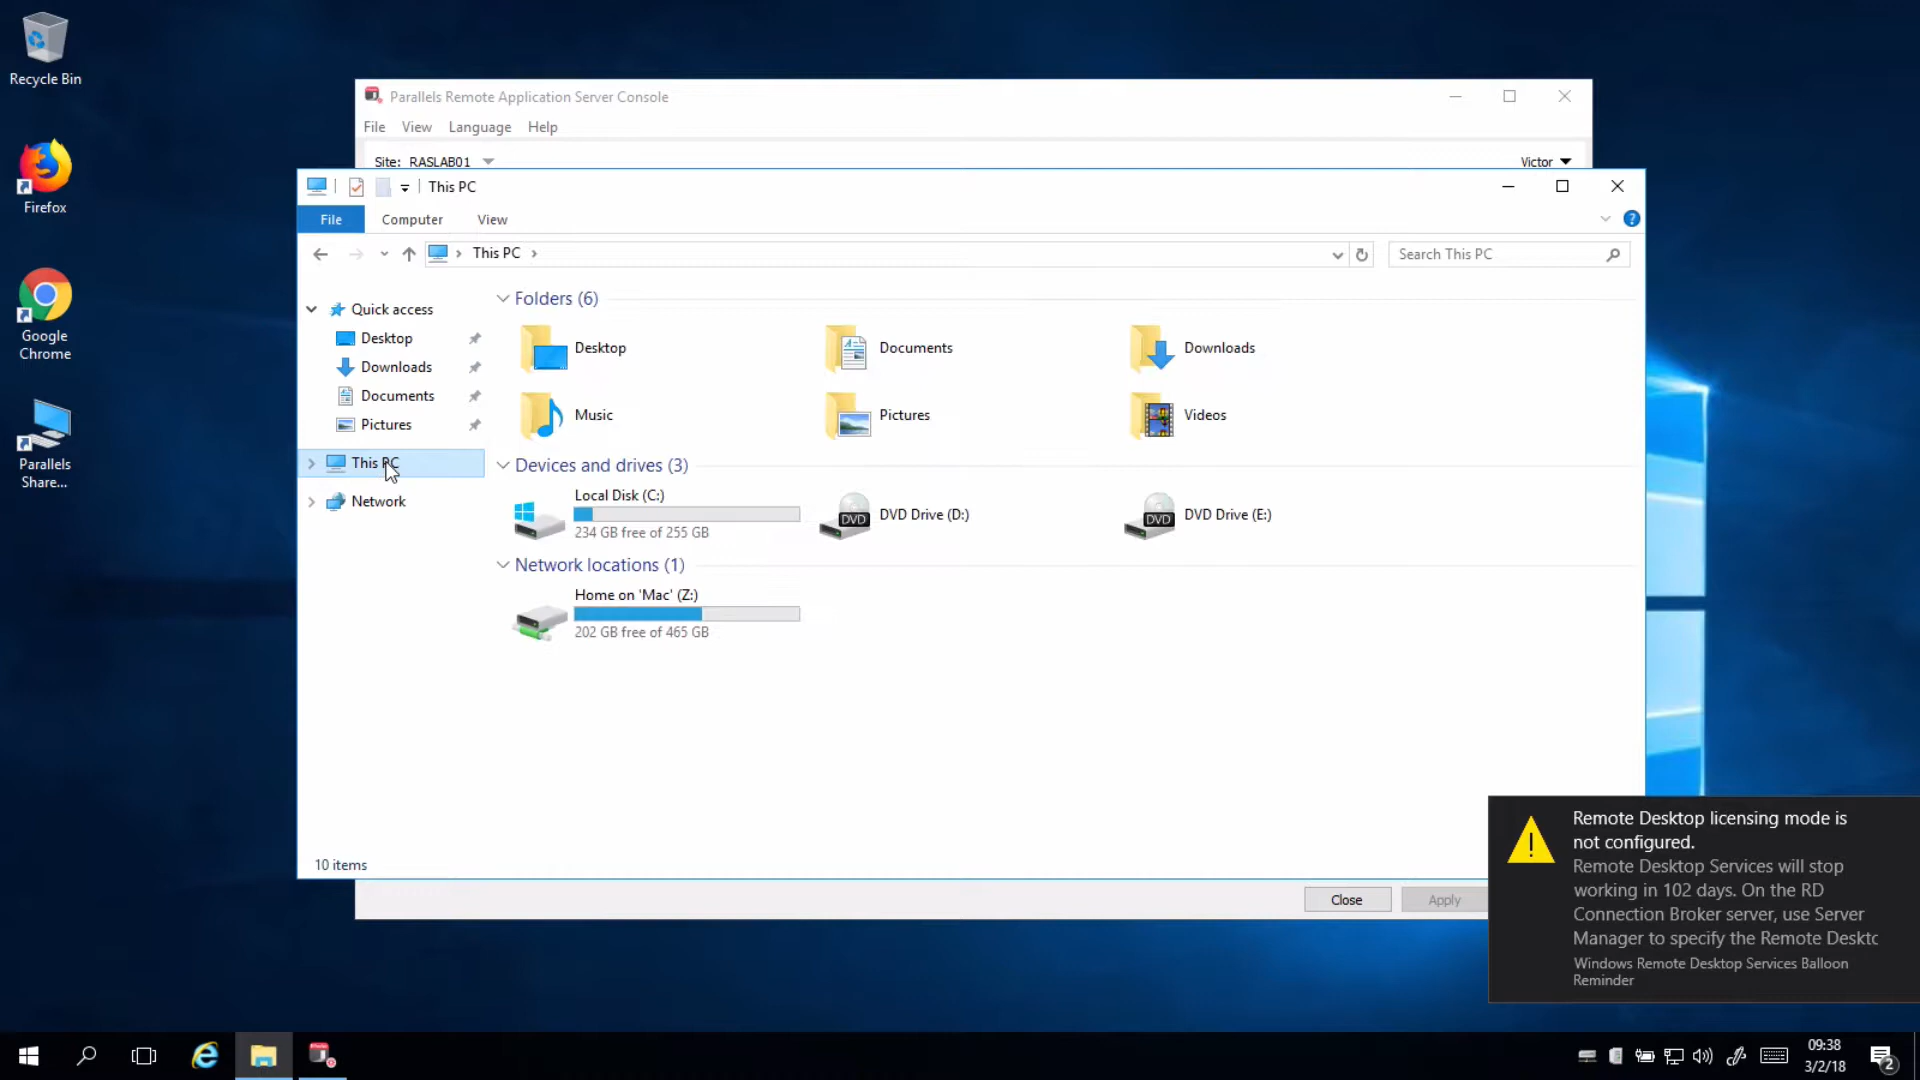 Recycle Bin
Firefox
Google
Chrome
Parallels
Share...
Parallels Remote Application Server Console
File View Language Help
Site: RASLAB01
Victor
This PC
File Computer View
This PC
Search This PC
Quick access
Desktop
Downloads
Documents
Pictures
This PC
Network
Folders (6)
Desktop
Documents
Downloads
Music
Pictures
Videos
Devices and drives (3)
Local Disk (C:)
234 GB free of 255 GB
DVD
DVD Drive (D:)
DVD
DVD Drive (E:)
Network locations (1)
Home on 'Mac' (Z:)
202 GB free of 465 GB
10 items
Close
Apply
Remote Desktop licensing mode is
not configured.
Remote Desktop Services will stop
working in 102 days. On the RD
Connection Broker server, use Server
Manager to specify the Remote Deskto
Windows Remote Desktop Services Balloon
Reminder
09:38
3/2/18
2